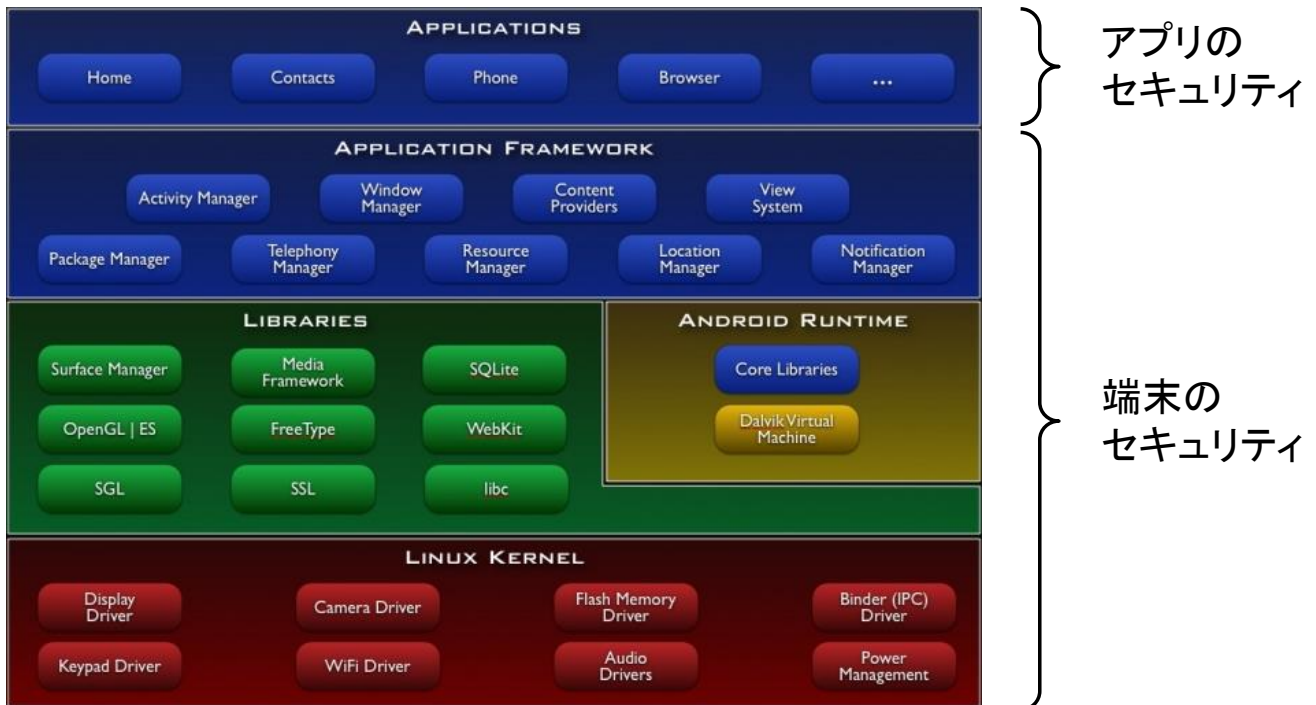 APPLICATIONS
Home
Contacts
Phone
Browser
...
APPLICATION FRAMEWORK
Activity Manager
Window
Manager
Content
Providers
View
System
Package Manager
Telephony
Manager
Resource
Manager
Location
Manager
Notification
Manager
LIBRARIES
Surface Manager
Media
Framework
SQLite
OpenGL | ES
FreeType
WebKit
SGL
SSL
libc
ANDROID RUNTIME
Core Libraries
Dalvik Virtual
Machine
LINUX KERNEL
Display
Driver
Camera Driver
Flash Memory
Driver
Binder (IPC)
Driver
Keypad Driver
WiFi Driver
Audio
Drivers
Power
Management
アプリの
セキュリティ
端末の
セキュリティ